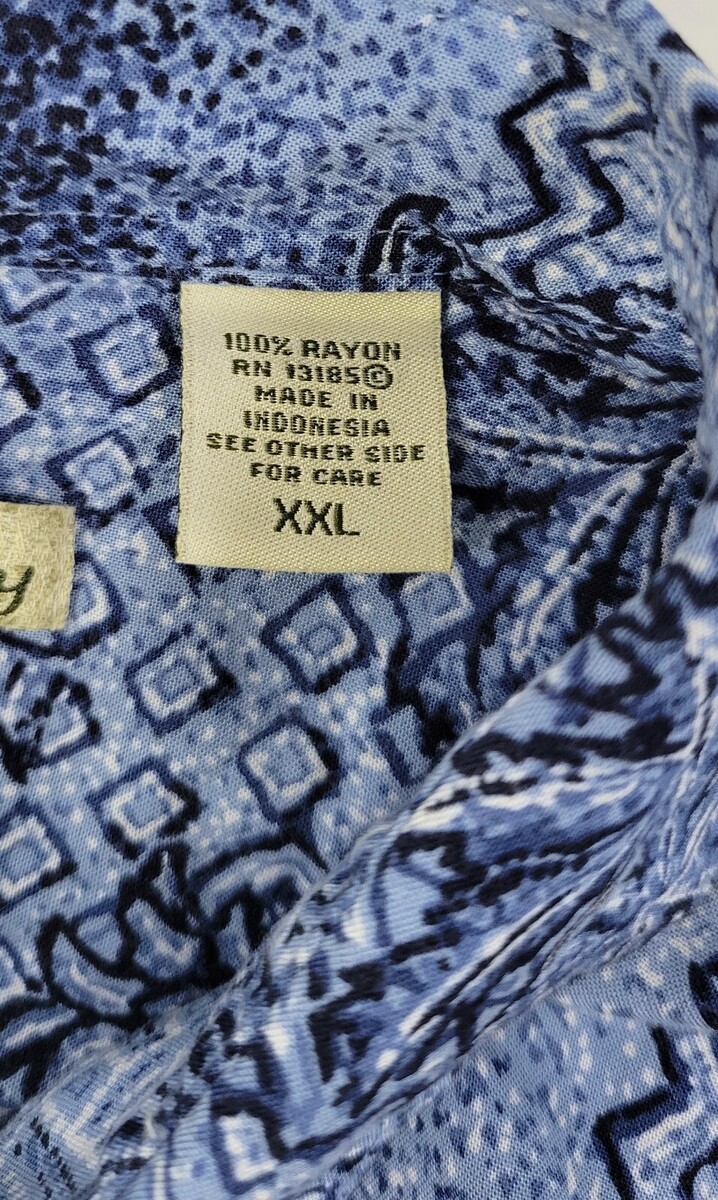 100% RAYON
RN 13185©
MADE IN
INDONESIA
SEE OTHER SIDE
FOR CARE
XXL
y